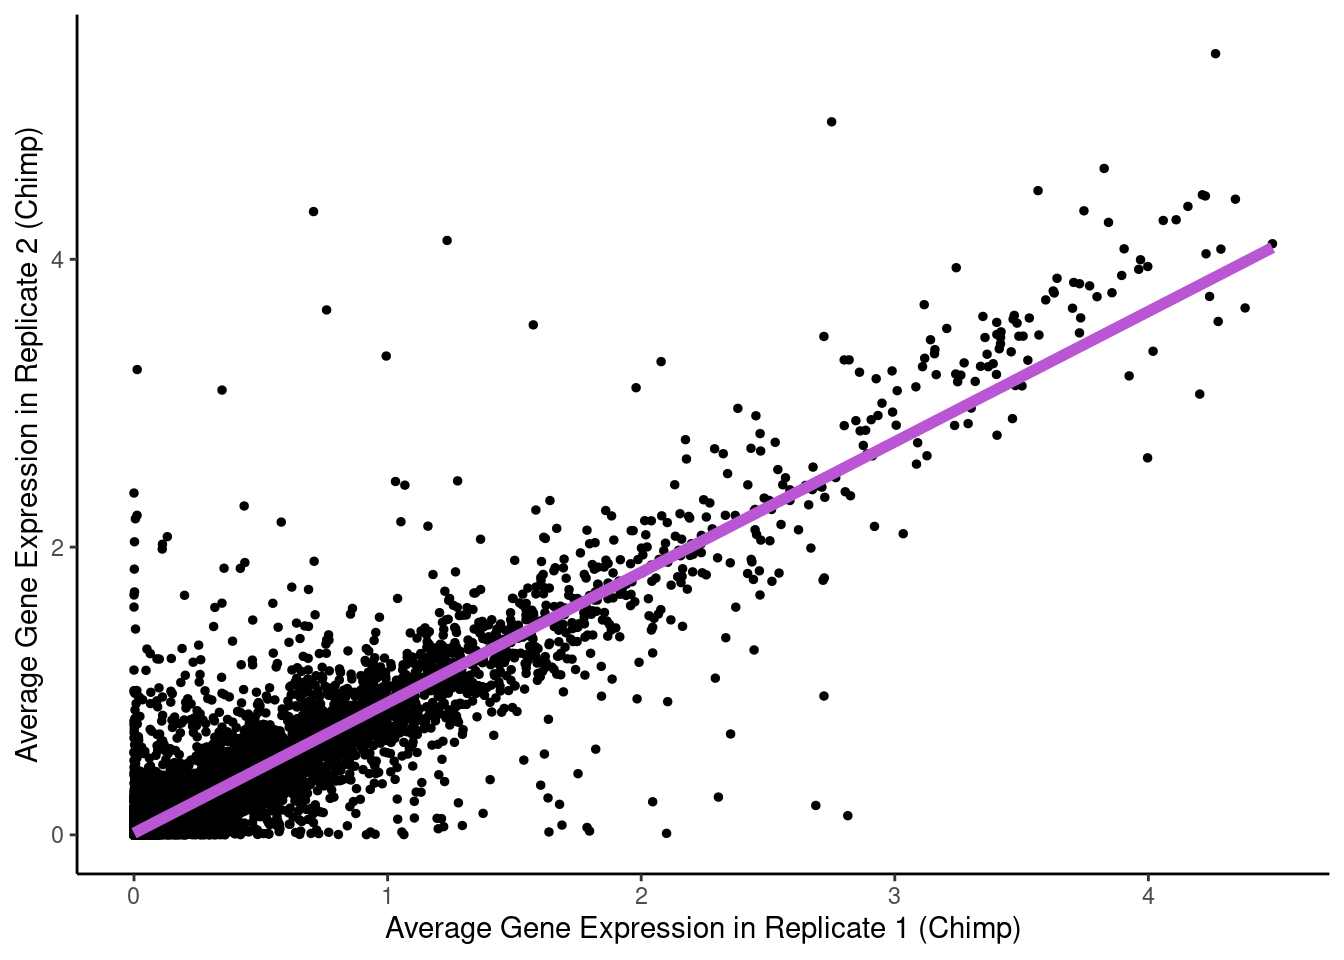 Average Gene Expression in Replicate 2 (Chimp)
4
2
0
0 1 2 3 4
Average Gene Expression in Replicate 1 (Chimp)